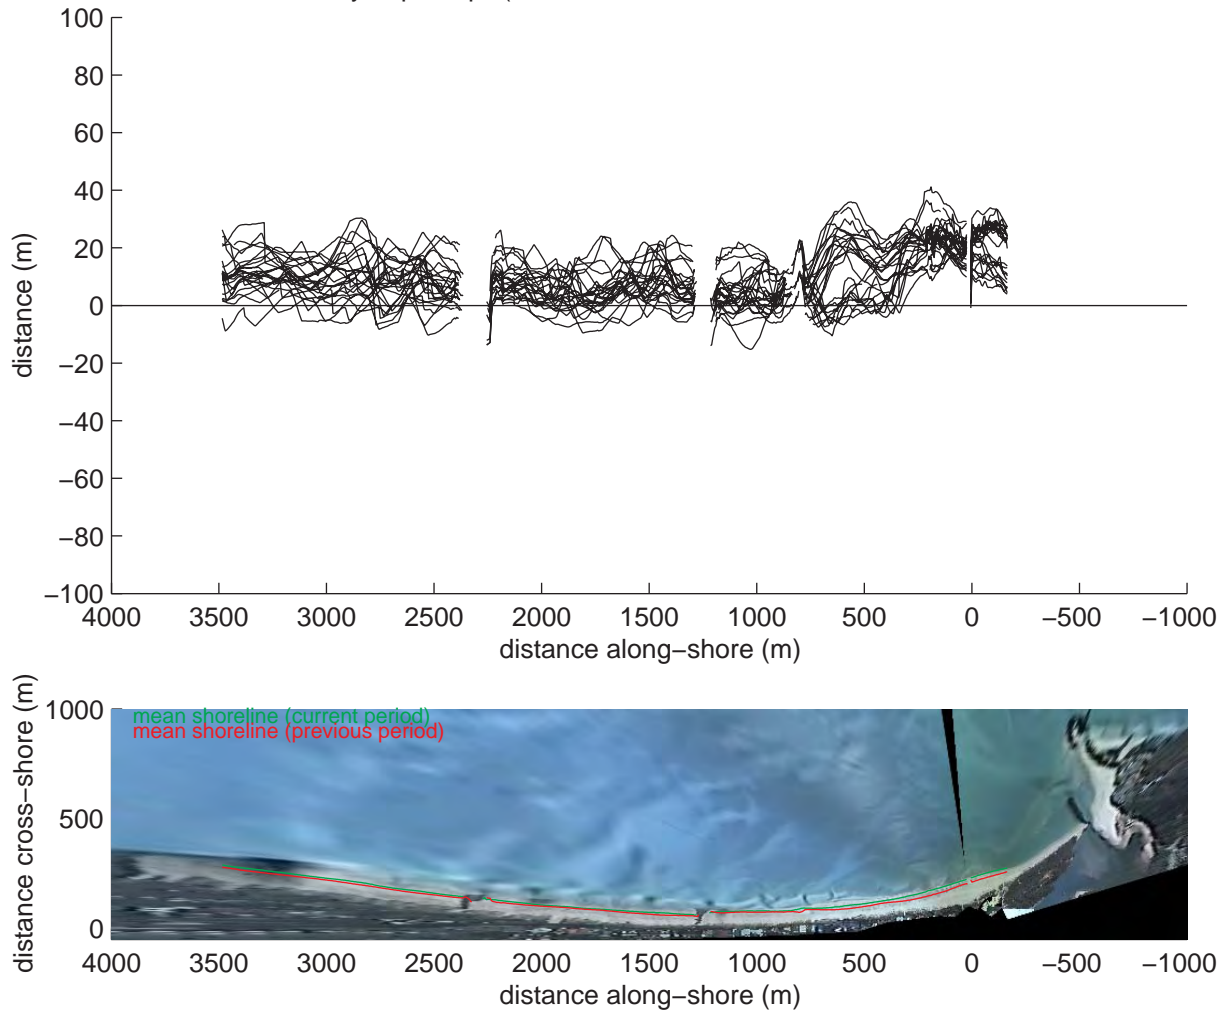 100
80
60
40
20
0
−20
−40
−60
−80
−100
distance (m)
4000 3500 3000 2500 2000 1500 1000 500 0 −500 −1000
distance along−shore (m)
mean shoreline (current period)
mean shoreline (previous period)
1000
500
0
distance cross−shore (m)
4000 3500 3000 2500 2000 1500 1000 500 0 −500 −1000
distance along−shore (m)